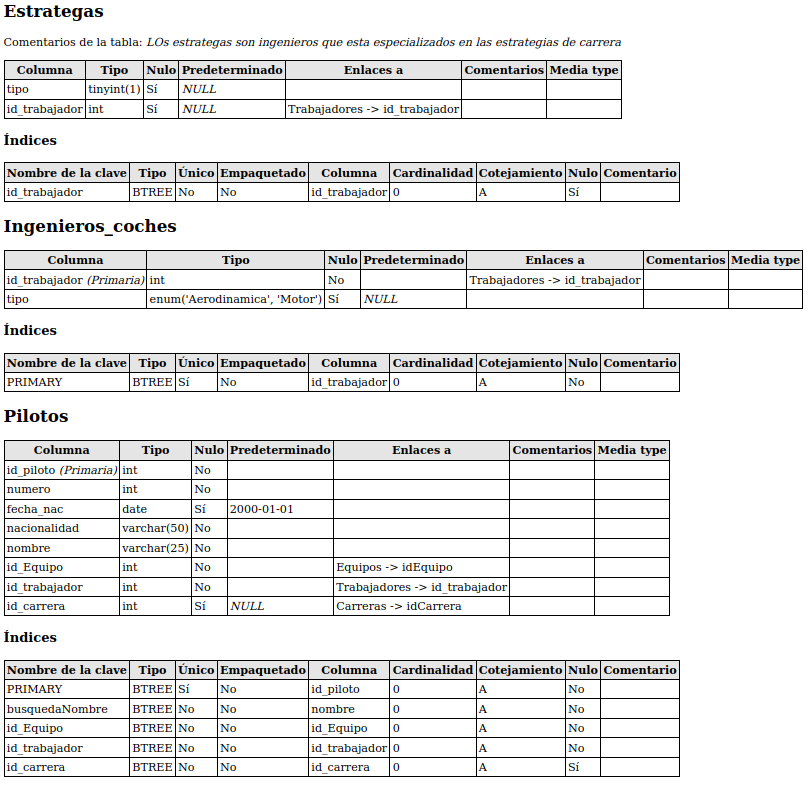 Estrategas
Comentarios de la tabla: LOs estrategas son ingenieros que esta especializados en las estrategias de carrera
Columna Tipo Nulo Predeterminado Enlaces a Comentarios Media type
tipo tinyint(1) Sí NULL
id_trabajador int Sí NULL Trabajadores -> id_trabajador
Índices
Nombre de la clave Tipo Único Empaquetado Columna Cardinalidad Cotejamiento Nulo Comentario
id_trabajador BTREE No No id_trabajador 0 A Sí
Ingenieros_coches
Columna Tipo Nulo Predeterminado Enlaces a Comentarios Media type
id_trabajador (Primaria) int No Trabajadores -> id_trabajador
tipo enum('Aerodinamica', 'Motor') Sí NULL
Índices
Nombre de la clave Tipo Único Empaquetado Columna Cardinalidad Cotejamiento Nulo Comentario
PRIMARY BTREE Sí No id_trabajador 0 A No
Pilotos
Columna Tipo Nulo Predeterminado Enlaces a Comentarios Media type
id_piloto (Primaria) int No
numero int No
fecha_nac date Sí 2000-01-01
nacionalidad varchar(50) No
nombre varchar(25) No
id_Equipo int No Equipos -> idEquipo
id_trabajador int No Trabajadores -> id_trabajador
id_carrera int Sí NULL Carreras -> idCarrera
Índices
Nombre de la clave Tipo Único Empaquetado Columna Cardinalidad Cotejamiento Nulo Comentario
PRIMARY BTREE Sí No id_piloto 0 A No
busquedaNombre BTREE No No nombre 0 A No
id_Equipo BTREE No No id_Equipo 0 A No
id_trabajador BTREE No No id_trabajador 0 A No
id_carrera BTREE No No id_carrera 0 A Sí